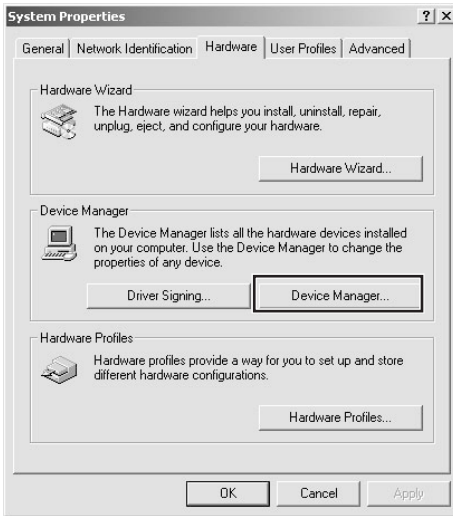 System Properties ? ×
General Network Identification Hardware User Profiles Advanced
Hardware Wizard
The Hardware wizard helps you install, uninstall, repair,
unplug, eject, and configure your hardware.
Hardware Wizard...
Device Manager
The Device Manager lists all the hardware devices installed
on your computer. Use the Device Manager to change the
properties of any device.
Driver Signing... Device Manager...
Hardware Profiles
Hardware profiles provide a way for you to set up and store
different hardware configurations.
Hardware Profiles...
OK Cancel Apply